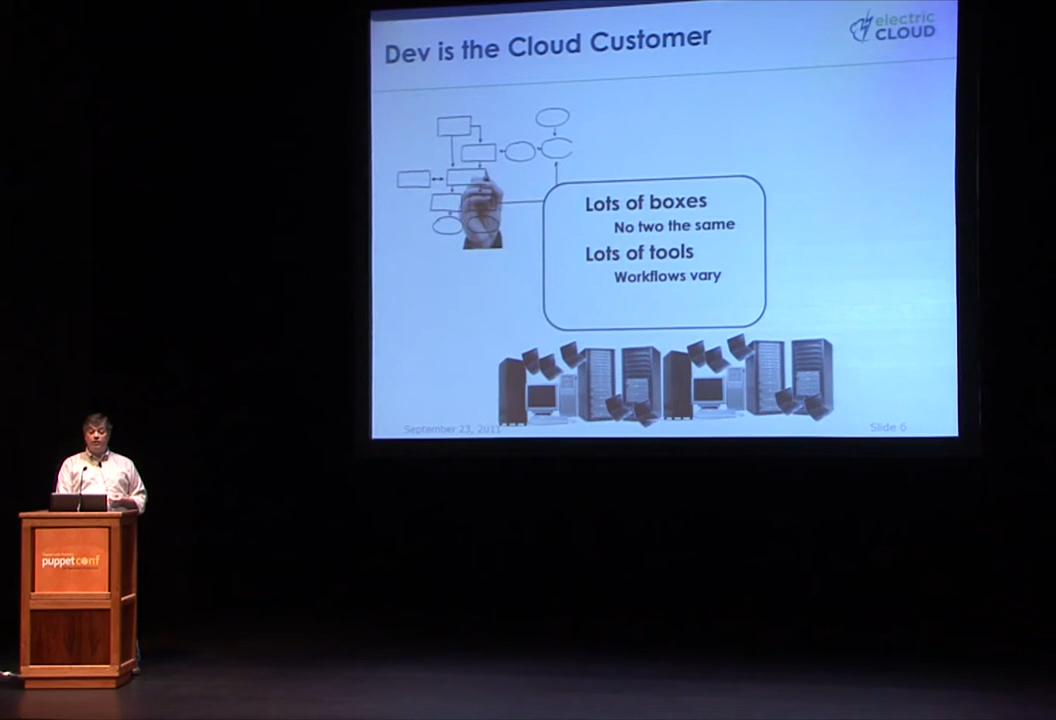 Dev is the Cloud Customer
electric
CLOUD
Lots of boxes
No two the same
Lots of tools
Workflows vary
September 23, 2011
Slide 6
puppetconf